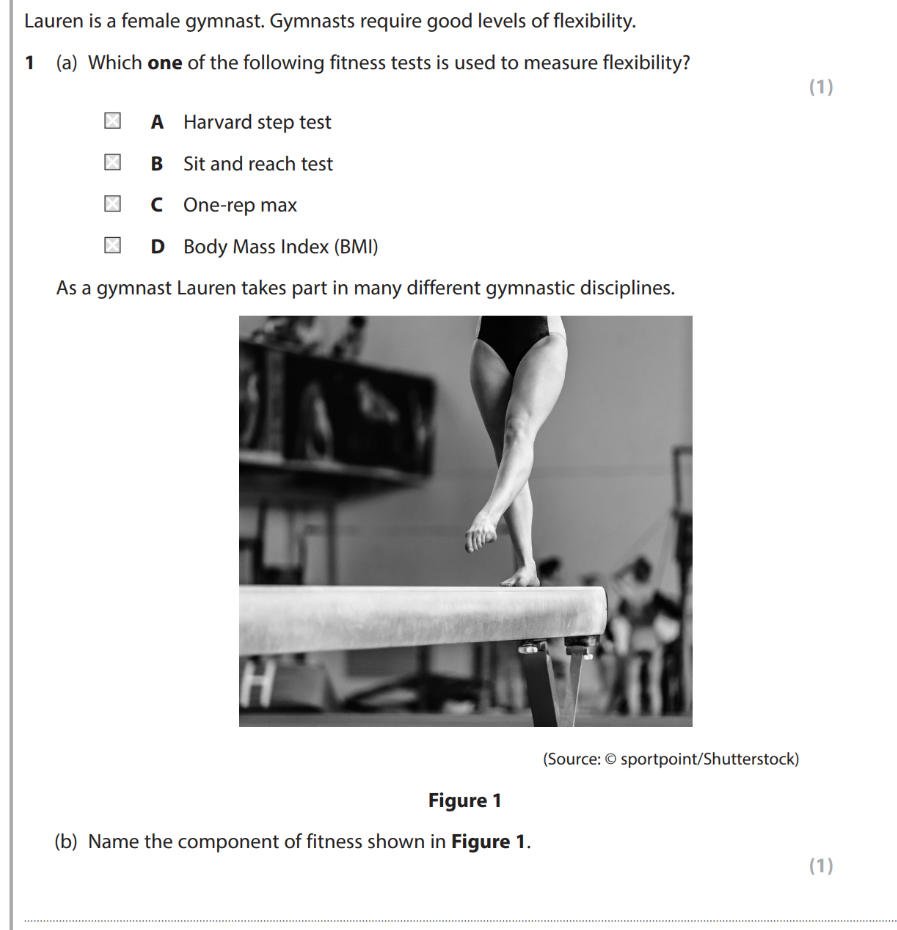 Lauren is a female gymnast. Gymnasts require good levels of flexibility.
1 (a) Which one of the following fitness tests is used to measure flexibility?
(1)
A Harvard step test
B Sit and reach test
C One-rep max
D Body Mass Index (BMI)
As a gymnast Lauren takes part in many different gymnastic disciplines.
H
(Source: © sportpoint/Shutterstock)
Figure 1
(b) Name the component of fitness shown in Figure 1.
(1)